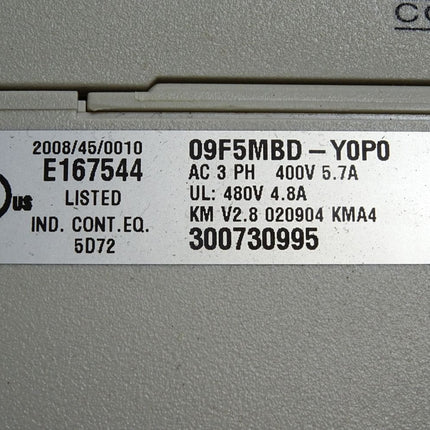 2008/45/0010
E167544
us LISTED
IND. CONT.EQ.
5D72
09F5MBD-Y0P0
AC 3 PH 400V 5.7A
UL: 480V 4.8A
KM V2.8 020904 KMA4
300730995